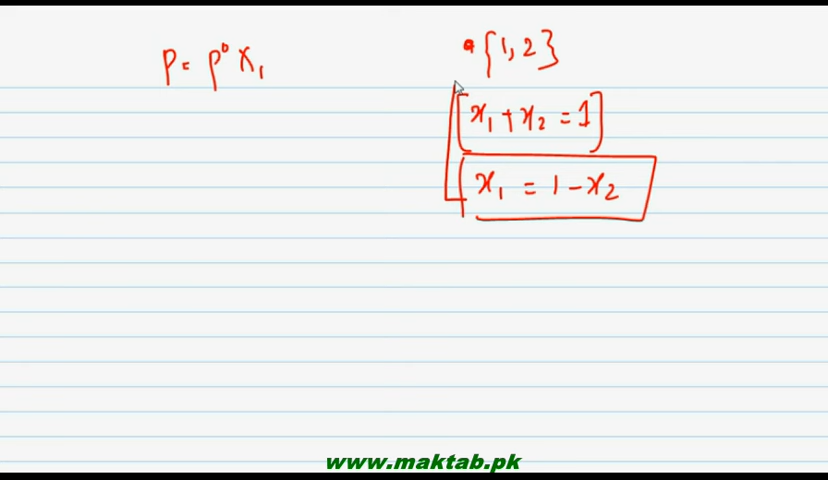 P = P° X₁
{1, 2}
x₁ + x₂ = 1
x₁ = 1 - x₂
www.maktab.pk